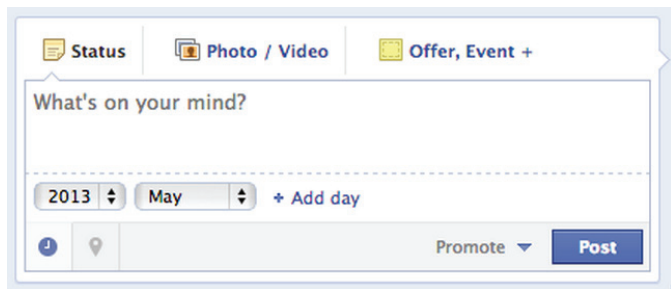 Status Photo / Video Offer, Event +
What's on your mind?
2013 May + Add day
Promote Post